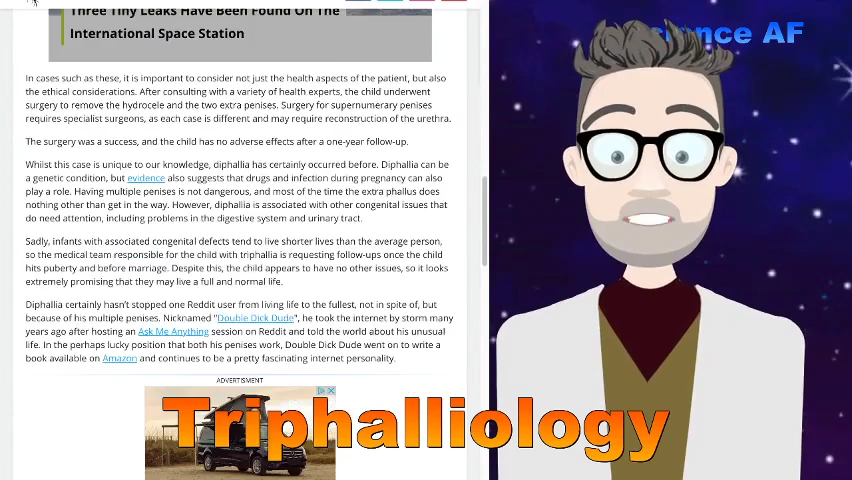 Three Tiny Leaks Have Been Found On The
International Space Station
ence AF
In cases such as these, it is important to consider not just the health aspects of the patient, but also
the ethical considerations. After consulting with a variety of health experts, the child underwent
surgery to remove the hydrocele and the two extra penises. Surgery for supernumerary penises
requires specialist surgeons, as each case is different and may require reconstruction of the urethra.
The surgery was a success, and the child has no adverse effects after a one-year follow-up.
Whilst this case is unique to our knowledge, diphallia has certainly occurred before. Diphallia can be
a genetic condition, but evidence also suggests that drugs and infection during pregnancy can also
play a role. Having multiple penises is not dangerous, and most of the time the extra phallus does
nothing other than get in the way. However, diphallia is associated with other congenital issues that
do need attention, including problems in the digestive system and urinary tract.
Sadly, infants with associated congenital defects tend to live shorter lives than the average person,
so the medical team responsible for the child with triphallia is requesting follow-ups once the child
hits puberty and before marriage. Despite this, the child appears to have no other issues, so it looks
extremely promising that they may live a full and normal life.
Diphallia certainly hasn't stopped one Reddit user from living life to the fullest, not in spite of, but
because of his multiple penises. Nicknamed "Double Dick Dude", he took the internet by storm many
years ago after hosting an Ask Me Anything session on Reddit and told the world about his unusual
life. In the perhaps lucky position that both his penises work, Double Dick Dude went on to write a
book available on Amazon and continues to be a pretty fascinating internet personality.
ADVERTISMENT
Triphalliology